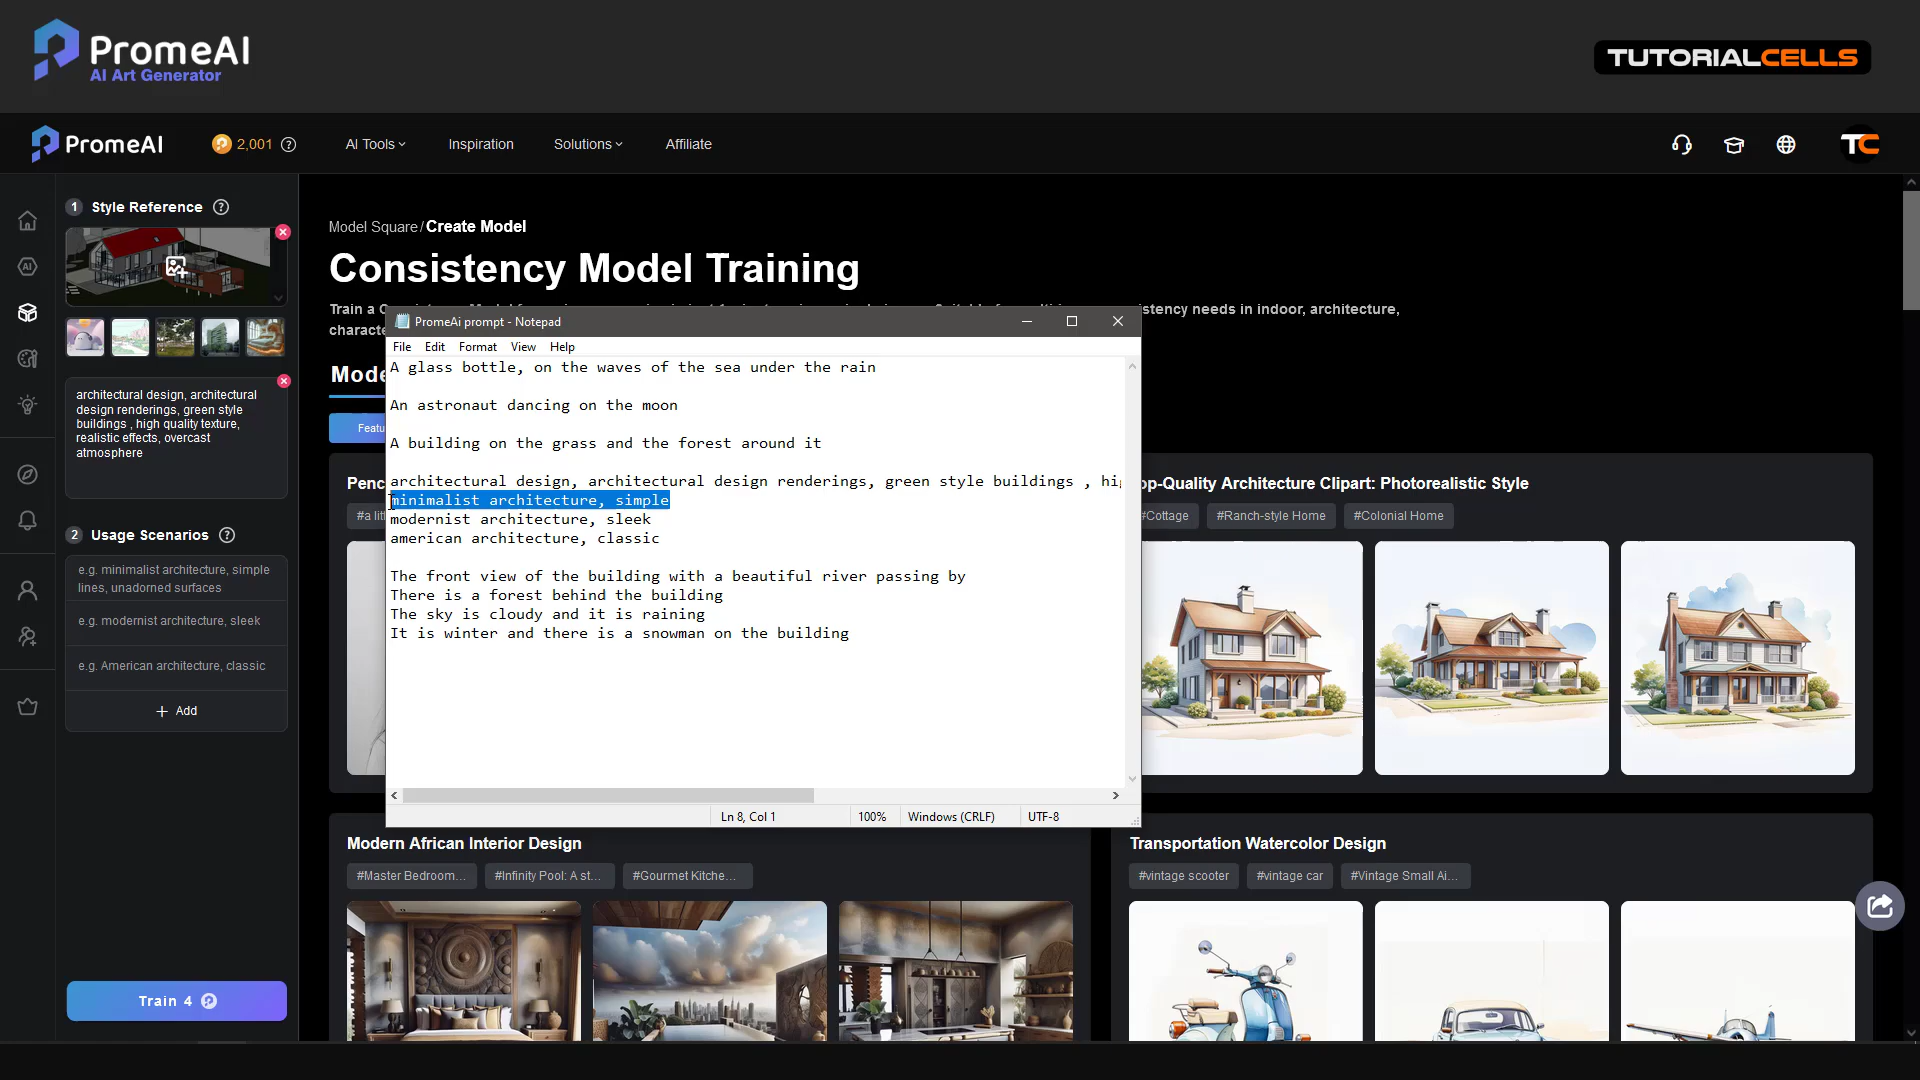 PromeAI
AI Art Generator
TUTORIALCELLS
PromeAI
2,001
AI Tools
Inspiration
Solutions
Affiliate
TC
1 Style Reference
architectural design, architectural
design renderings, green style
buildings , high quality texture,
realistic effects, overcast
atmosphere
2 Usage Scenarios
e.g. minimalist architecture, simple
lines, unadorned surfaces
e.g. modernist architecture, sleek
e.g. American architecture, classic
+ Add
Train 4
Model Square/Create Model
Consistency Model Training
Train a
needs in indoor, architecture,
PromeAi prompt - Notepad
File Edit Format View Help
A glass bottle, on the waves of the sea under the rain
An astronaut dancing on the moon
A building on the grass and the forest around it
architectural design, architectural design renderings, green style buildings ,
minimalist architecture, simple
modernist architecture, sleek
american architecture, classic
The front view of the building with a beautiful river passing by
There is a forest behind the building
The sky is cloudy and it is raining
It is winter and there is a snowman on the building
Ln 8, Col 1
100%
Windows (CRLF)
UTF-8
-Quality Architecture Clipart: Photorealistic Style
#Cottage
#Ranch-style Home
#Colonial Home
Modern African Interior Design
#Master Bedroom...
#Infinity Pool: A st...
#Gourmet Kitche...
Transportation Watercolor Design
#vintage scooter
#vintage car
#Vintage Small Ai...